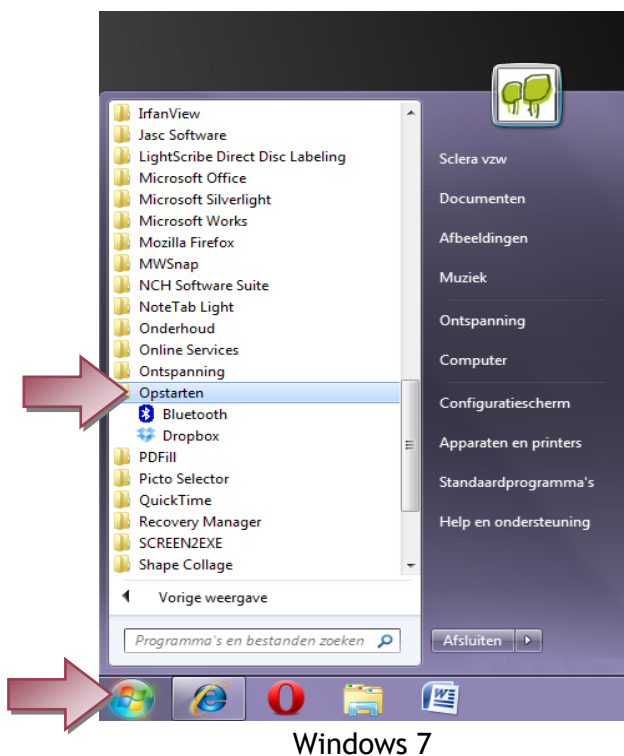 IrfanView
Jasc Software
LightScribe Direct Disc Labeling
Microsoft Office
Microsoft Silverlight
Microsoft Works
Mozilla Firefox
MWSnap
NCH Software Suite
NoteTab Light
Onderhoud
Online Services
Ontspanning
Opstarten
Bluetooth
Dropbox
PDFill
Picto Selector
QuickTime
Recovery Manager
SCREEN2EXE
Shape Collage
Vorige weergave
Programma's en bestanden zoeken
Sclera vzw
Documenten
Afbeeldingen
Muziek
Ontspanning
Computer
Configuratiescherm
Apparaten en printers
Standaardprogramma's
Help en ondersteuning
Afsluiten
Windows 7